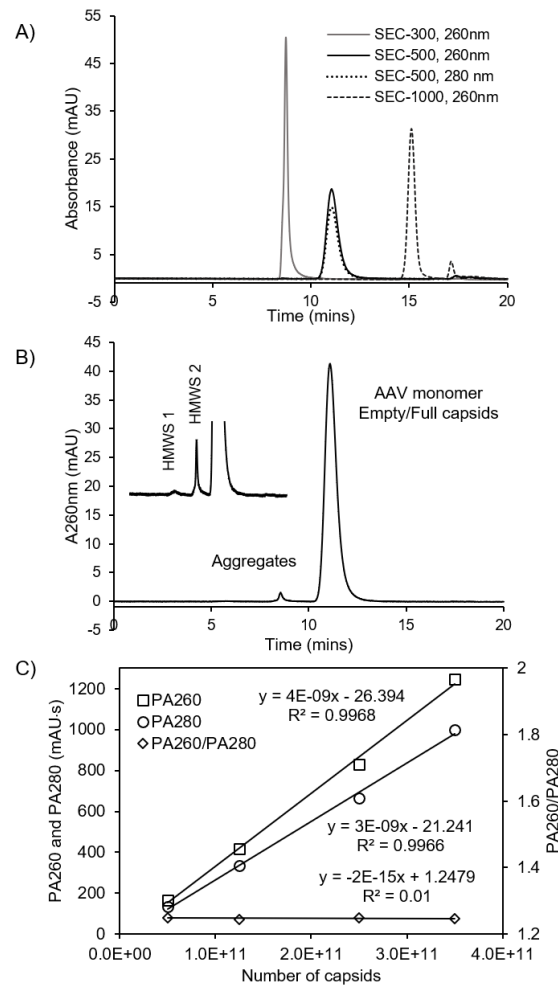 A)
55
45
35
25
15
5
-5
Absorbance (mAU)
0
5
10
15
20
Time (mins)
SEC-300, 260nm
SEC-500, 260nm
SEC-500, 280 nm
SEC-1000, 260nm
B)
45
40
35
30
25
20
15
10
5
0
-5
A260nm (mAU)
HMWS 1
HMWS 2
AAV monomer
Empty/Full capsids
Aggregates
0
5
10
15
20
Time (mins)
C)
1200
1000
800
600
400
200
0
PA260 and PA280 (mAU·s)
PA260
PA280
PA260/PA280
y = 4E-09x - 26.394
R² = 0.9968
y = 3E-09x - 21.241
R² = 0.9966
y = -2E-15x + 1.2479
R² = 0.01
2
1.8
1.6
1.4
1.2
PA260/PA280
0.0E+00
1.0E+11
2.0E+11
3.0E+11
4.0E+11
Number of capsids